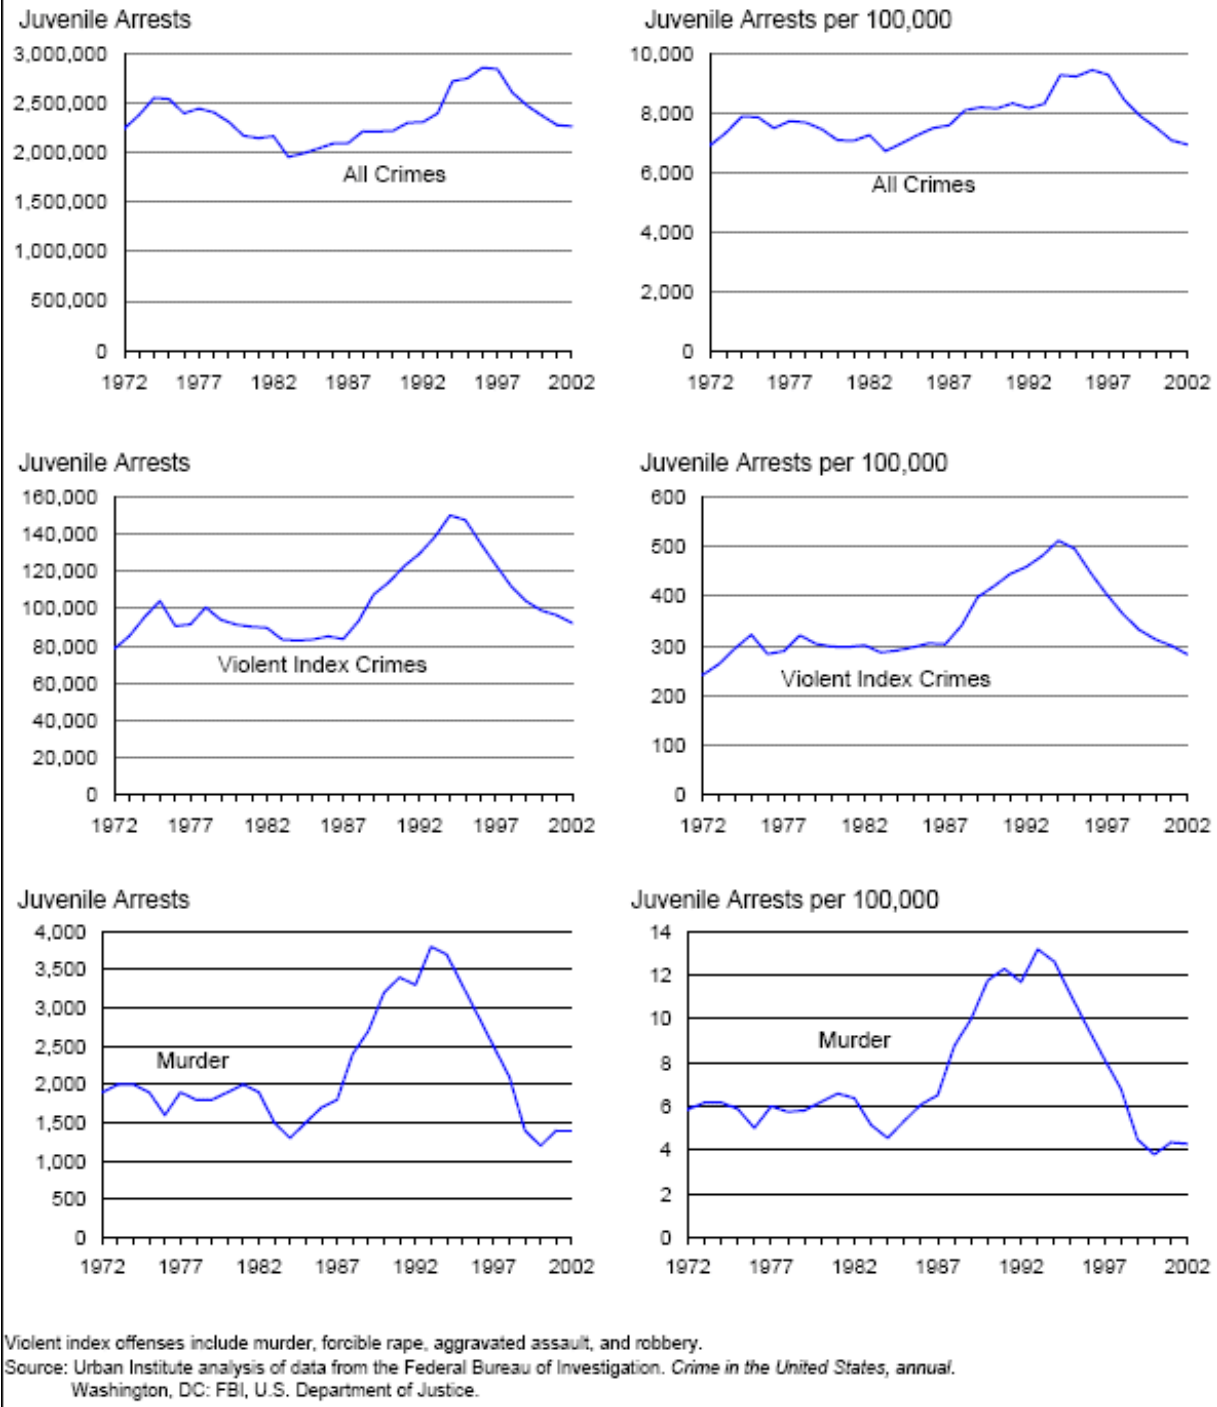 Juvenile Arrests
3,000,000
2,500,000
2,000,000
1,500,000
1,000,000
500,000
0
All Crimes
1972 1977 1982 1987 1992 1997 2002
Juvenile Arrests per 100,000
10,000
8,000
6,000
4,000
2,000
0
All Crimes
1972 1977 1982 1987 1992 1997 2002
Juvenile Arrests
160,000
140,000
120,000
100,000
80,000
60,000
40,000
20,000
0
Violent Index Crimes
1972 1977 1982 1987 1992 1997 2002
Juvenile Arrests per 100,000
600
500
400
300
200
100
0
Violent Index Crimes
1972 1977 1982 1987 1992 1997 2002
Juvenile Arrests
4,000
3,500
3,000
2,500
2,000
1,500
1,000
500
0
Murder
1972 1977 1982 1987 1992 1997 2002
Juvenile Arrests per 100,000
14
12
10
8
6
4
2
0
Murder
1972 1977 1982 1987 1992 1997 2002
Violent index offenses include murder, forcible rape, aggravated assault, and robbery.
Source: Urban Institute analysis of data from the Federal Bureau of Investigation. Crime in the United States, annual.
Washington, DC: FBI, U.S. Department of Justice.